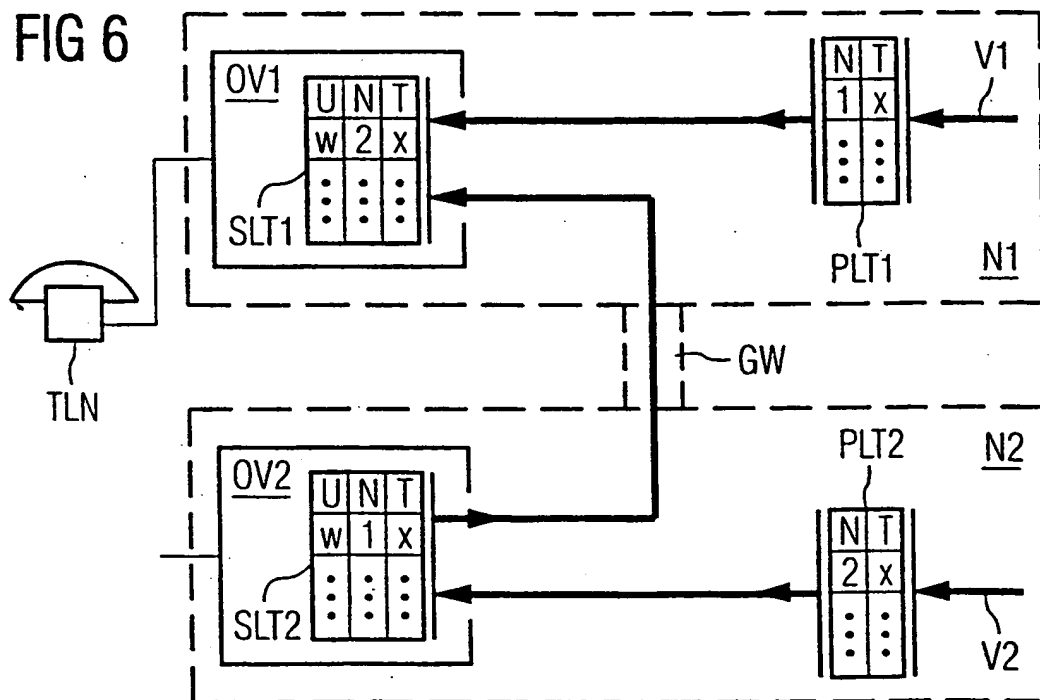 FIG 6
OV1
U N T
w 2 x
SLT1
N T
1 x
PLT1
V1
N1
TLN
GW
OV2
U N T
w 1 x
SLT2
PLT2
N T
2 x
N2
V2